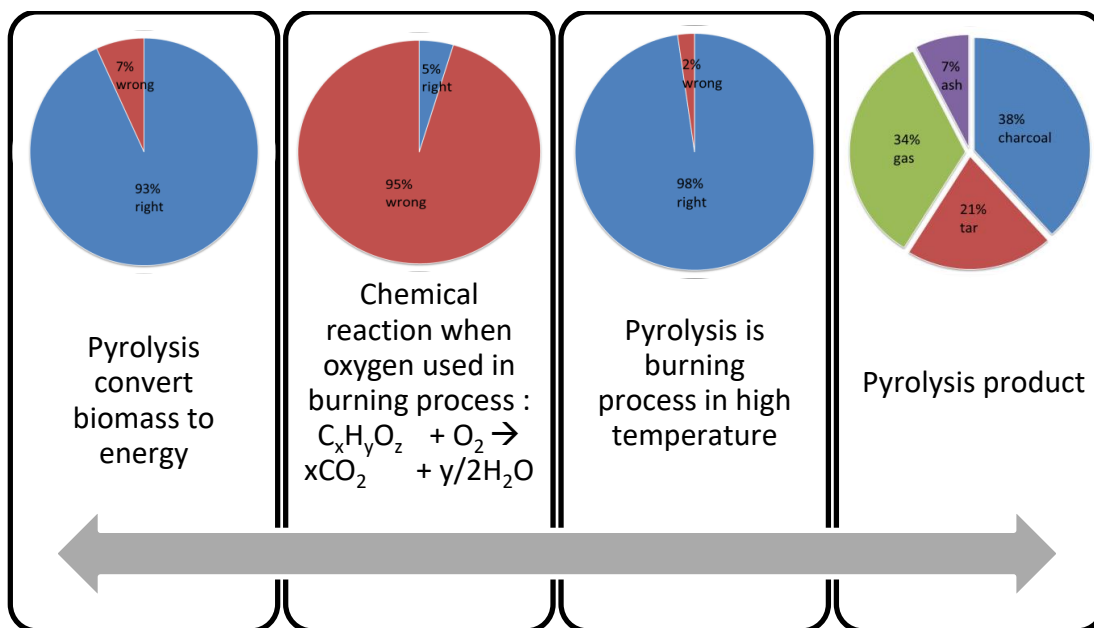 7%
wrong
93%
right
Pyrolysis
convert
biomass to
energy
5%
right
95%
wrong
Chemical
reaction when
oxygen used in
burning process :
CₓHᵧO_z + O₂ →
xCO₂ + y/2H₂O
2%
wrong
98%
right
Pyrolysis is
burning
process in high
temperature
7%
ash
38%
charcoal
34%
gas
21%
tar
Pyrolysis product